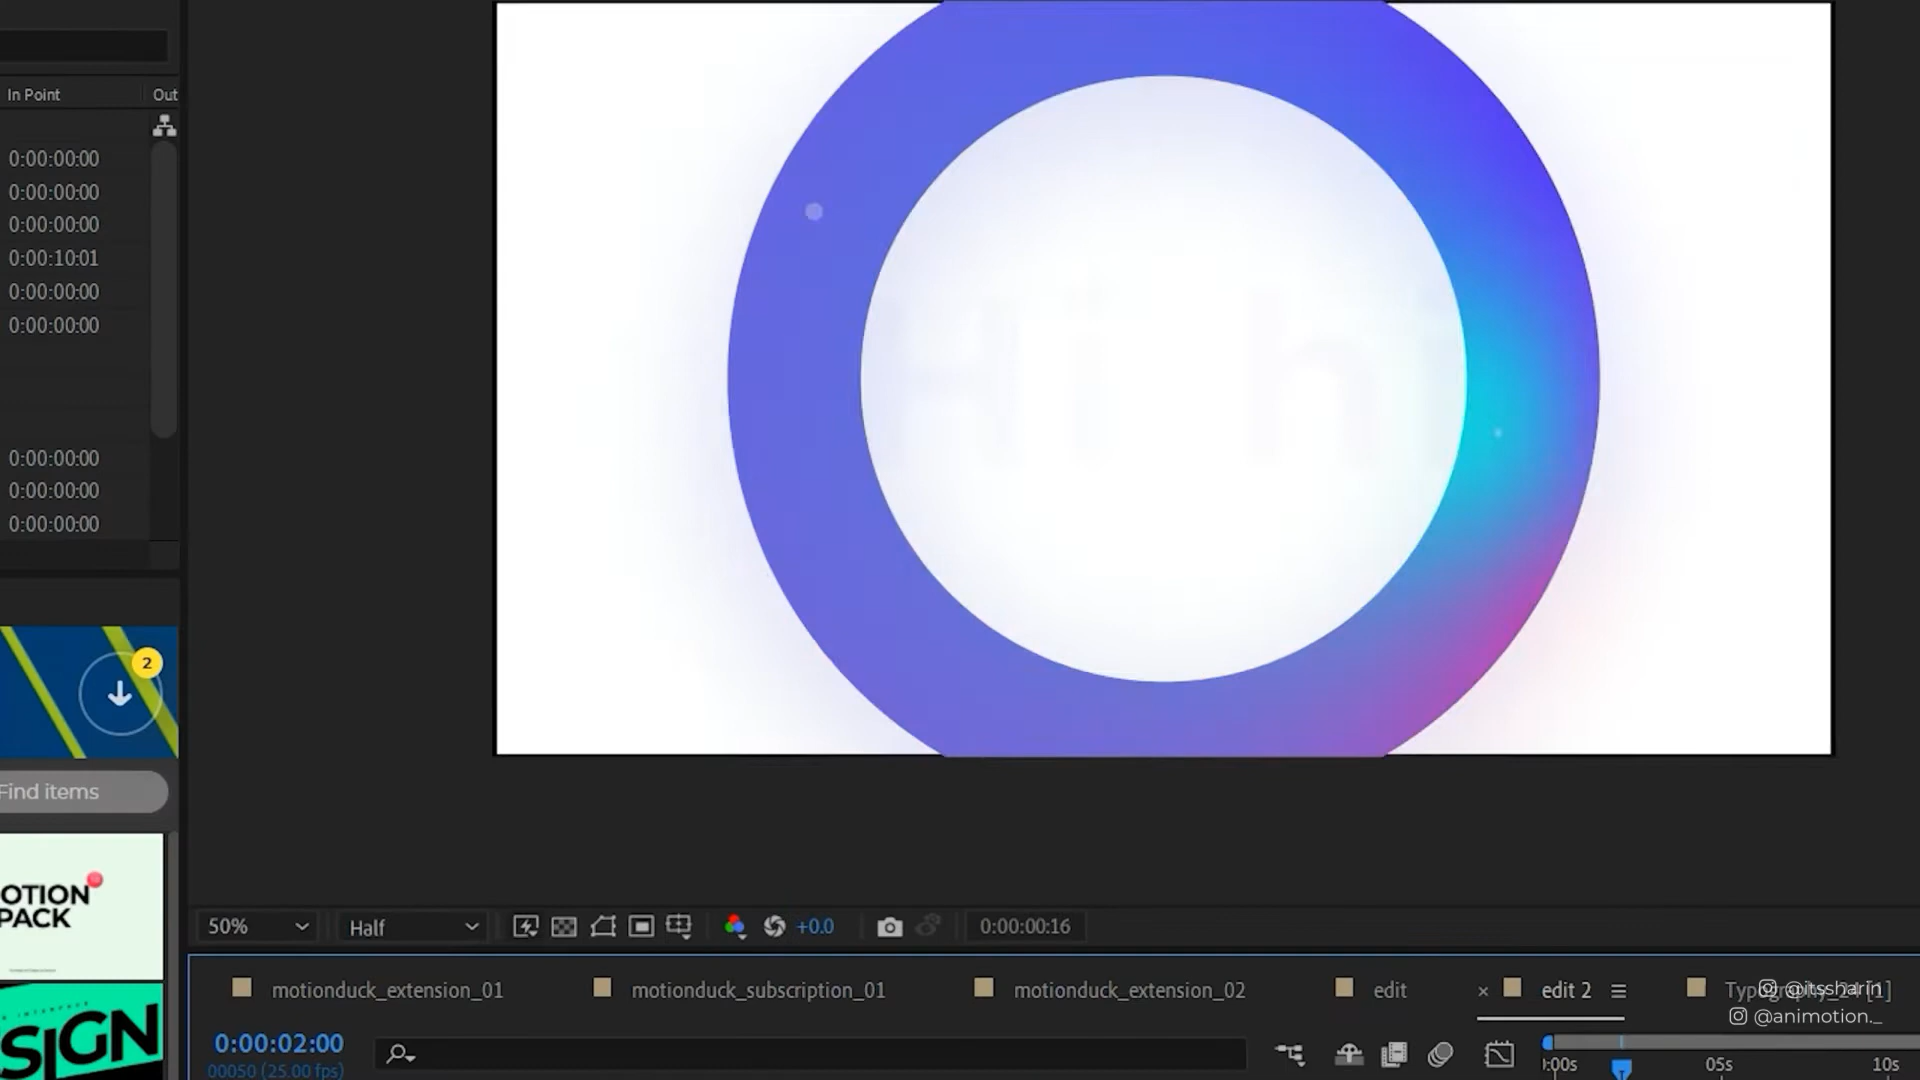 In Point Out
0:00:00:00
0:00:00:00
0:00:00:00
0:00:10:01
0:00:00:00
0:00:00:00
0:00:00:00
0:00:00:00
0:00:00:00
2
Find items
OTION
PACK
SIGN
Hi h
50% Half +0.0 0:00:00:16
motionduck_extension_01 motionduck_subscription_01 motionduck_extension_02 edit × edit 2
@itssharin
@animotion._
0:00:02:00
00050 (25.00 fps)
):00s 05s 10s